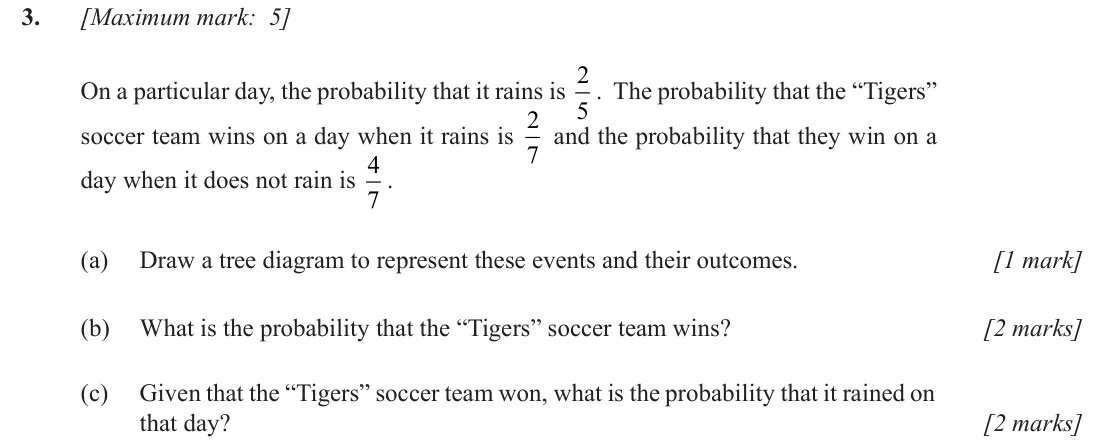 3. [Maximum mark: 5]
On a particular day, the probability that it rains is 2/5 . The probability that the “Tigers”
soccer team wins on a day when it rains is 2/7 and the probability that they win on a
day when it does not rain is 4/7 .
(a) Draw a tree diagram to represent these events and their outcomes. [1 mark]
(b) What is the probability that the “Tigers” soccer team wins? [2 marks]
(c) Given that the “Tigers” soccer team won, what is the probability that it rained on
that day? [2 marks]